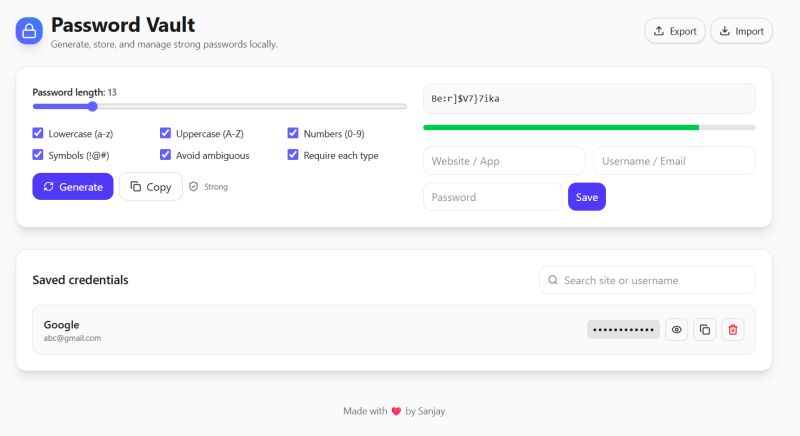 Password Vault
Generate, store, and manage strong passwords locally.
Export
Import
Password length: 13
Lowercase (a-z)
Uppercase (A-Z)
Numbers (0-9)
Symbols (!@#)
Avoid ambiguous
Require each type
Generate
Copy
Strong
Be:r]$V7}7ika
Website / App
Username / Email
Password
Save
Saved credentials
Search site or username
Google
abc@gmail.com
••••••••••••
Made with ❤️ by Sanjay